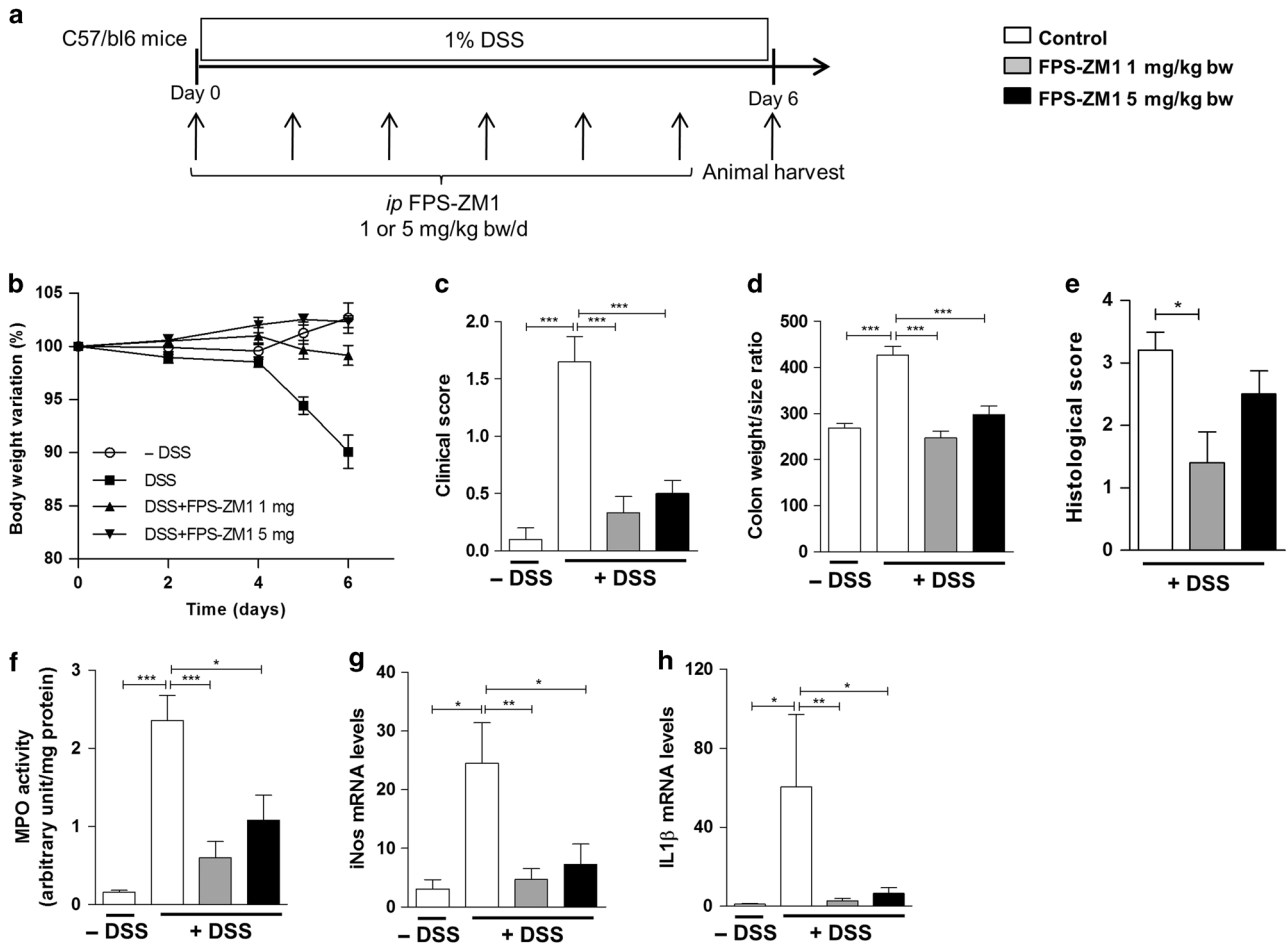 a
C57/bl6 mice
1% DSS
Day 0
Day 6
Animal harvest
ip FPS-ZM1
1 or 5 mg/kg bw/d
Control
FPS-ZM1 1 mg/kg bw
FPS-ZM1 5 mg/kg bw
b
Body weight variation (%)
105
100
95
90
85
80
– DSS
DSS
DSS+FPS-ZM1 1 mg
DSS+FPS-ZM1 5 mg
0 2 4 6
Time (days)
c
Clinical score
2.0
1.5
1.0
0.5
0.0
***
***
***
– DSS
+ DSS
d
Colon weight/size ratio
500
400
300
200
100
0
***
***
***
– DSS
+ DSS
e
Histological score
4
3
2
1
0
*
+ DSS
f
MPO activity
(arbitrary unit/mg protein)
3
2
1
0
*
***
***
– DSS
+ DSS
g
iNos mRNA levels
40
30
20
10
0
*
*
**
– DSS
+ DSS
h
IL1β mRNA levels
120
80
40
0
*
*
**
– DSS
+ DSS